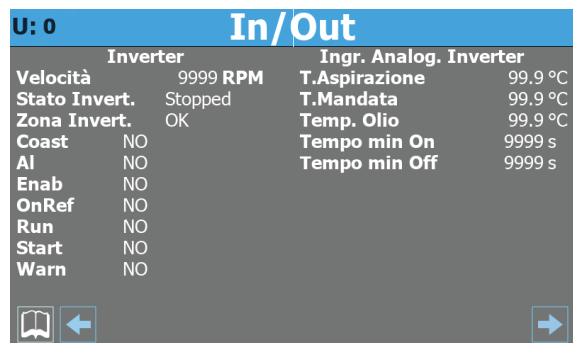 U: 0 In/Out
Inverter
Velocità 9999 RPM
Stato Invert. Stopped
Zona Invert. OK
Coast NO
Al NO
Enab NO
OnRef NO
Run NO
Start NO
Warn NO
Ingr. Analog. Inverter
T.Aspirazione 99.9 °C
T.Mandata 99.9 °C
Temp. Olio 99.9 °C
Tempo min On 9999 s
Tempo min Off 9999 s